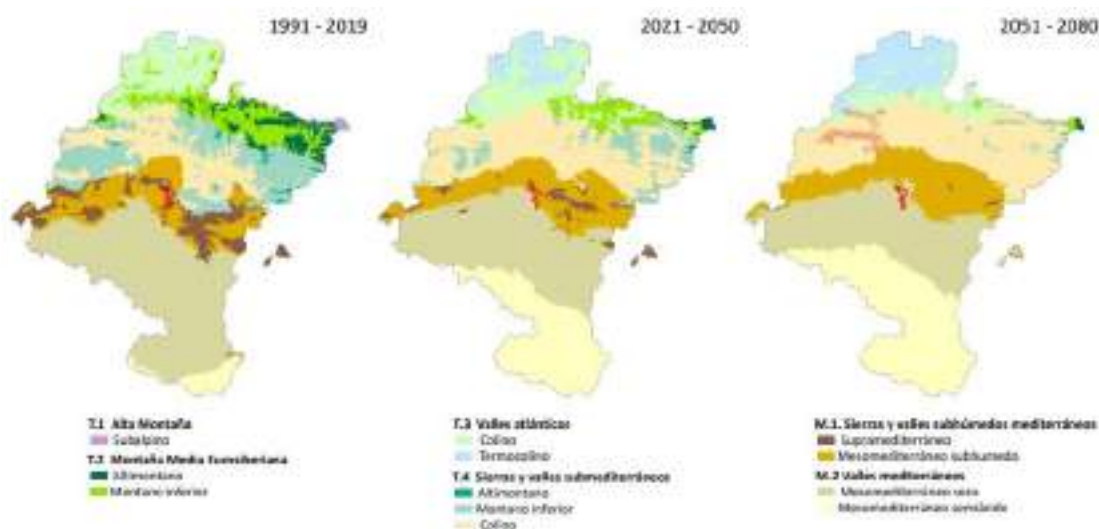 1991 - 2019
2021 - 2050
2051 - 2080
T.1 Alta Montaña
Subalpino
T.2 Montaña Media Eurosiberiana
Altimontano
Montano inferior
T.3 Valles atlánticos
Colino
Termocolino
T.4 Sierras y valles submediterráneos
Altimontano
Montano inferior
Colino
M.1. Sierras y valles subhúmedos mediterráneos
Supramediterráneo
Mesomediterráneo subhúmedo
M.2 Valles mediterráneos
Mesomediterráneo seco
Mesomediterráneo semiárido